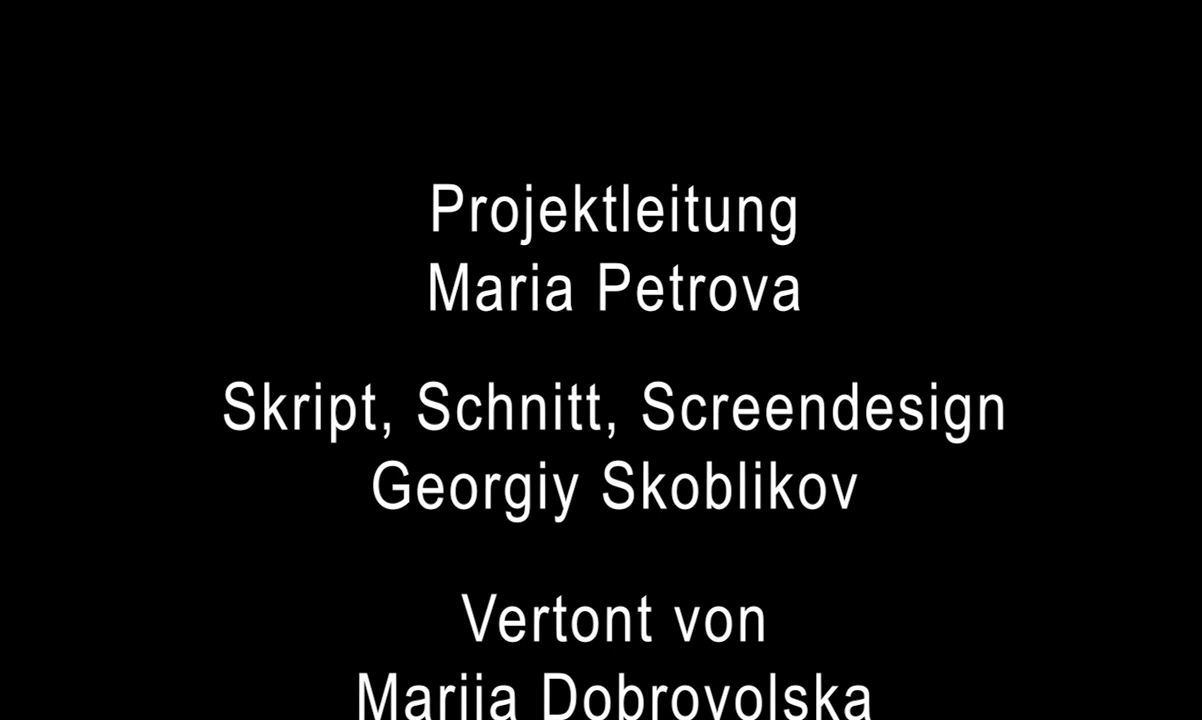 Projektleitung
Maria Petrova
Skript, Schnitt, Screendesign
Georgiy Skoblikov
Vertont von
Mariia Dobrovolska